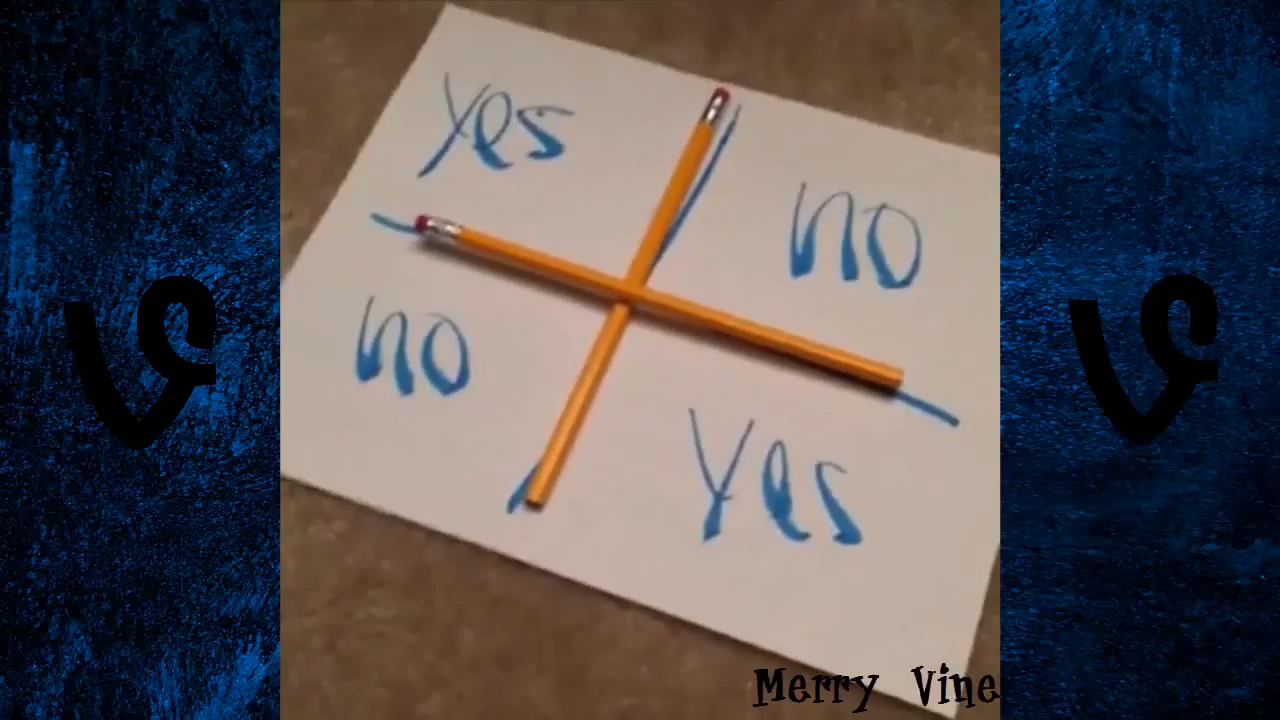 yes
no
no
yes
Merry Vine